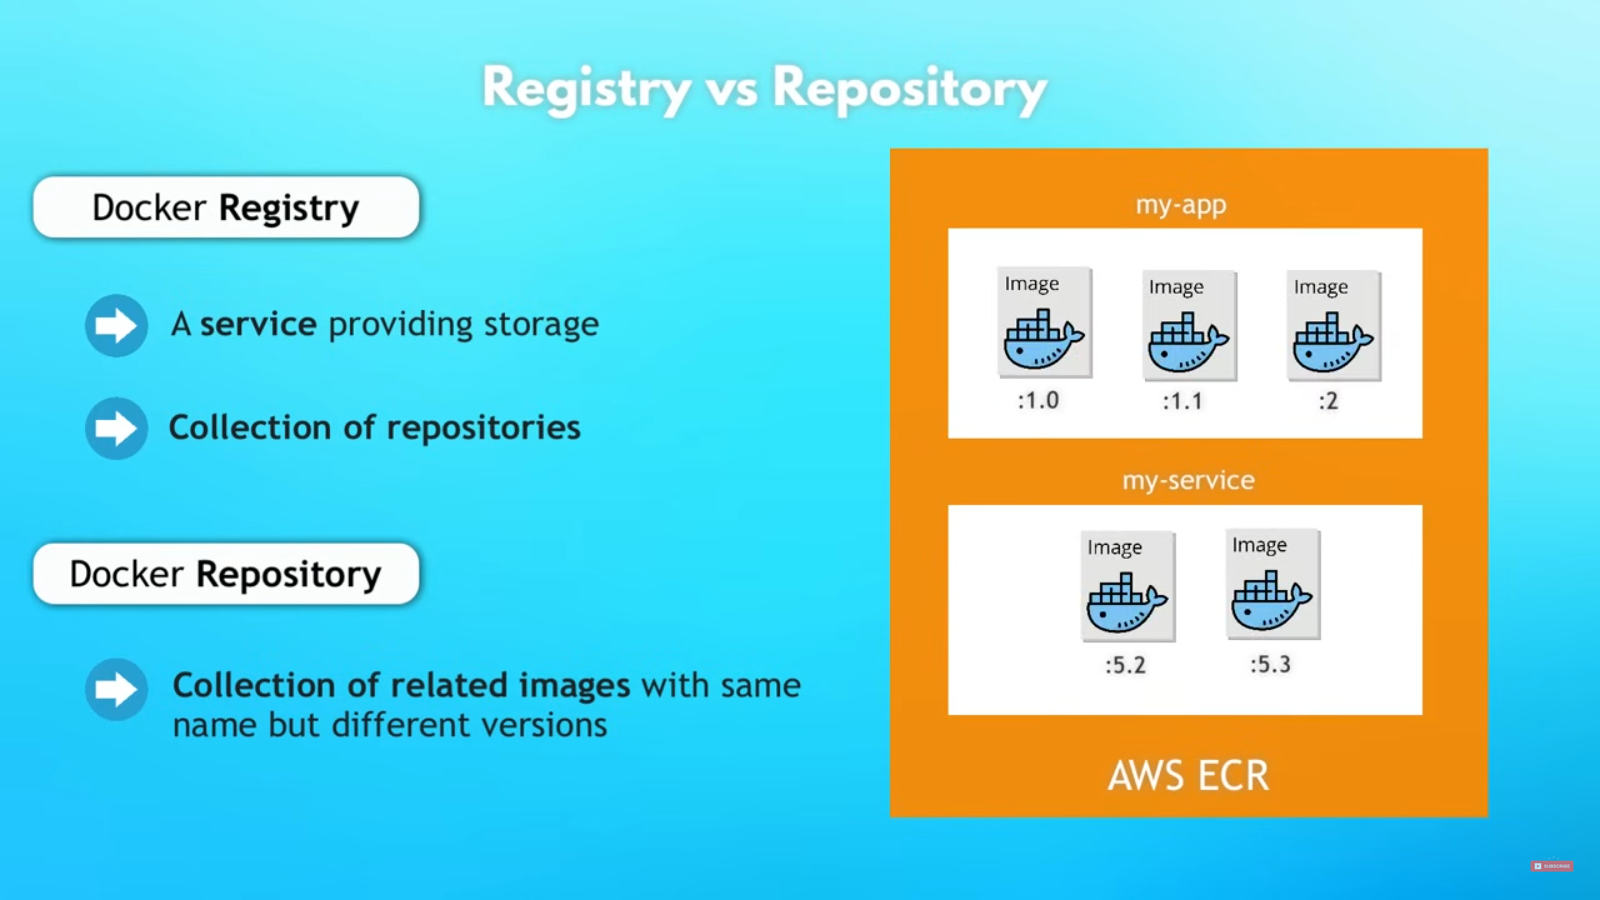 Registry vs Repository
Docker Registry
A service providing storage
Collection of repositories
Docker Repository
Collection of related images with same
name but different versions
my-app
Image
Image
Image
:1.0
:1.1
:2
my-service
Image
Image
:5.2
:5.3
AWS ECR
SUBSCRIBE